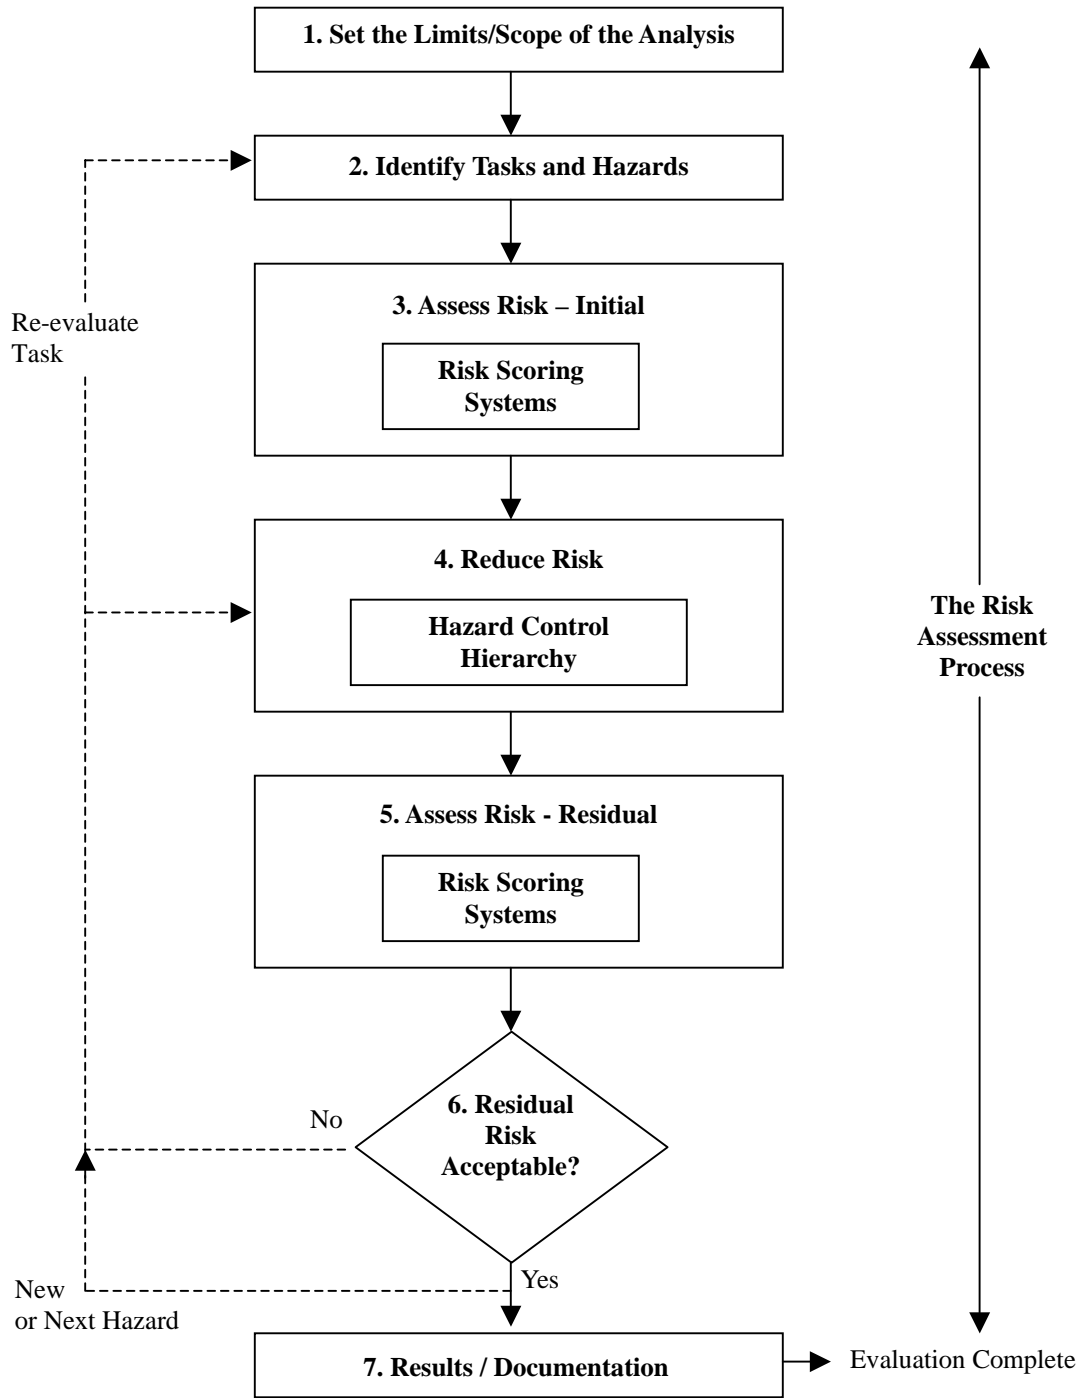 1. Set the Limits/Scope of the Analysis
2. Identify Tasks and Hazards
3. Assess Risk – Initial
Risk Scoring
Systems
Re-evaluate
Task
4. Reduce Risk
Hazard Control
Hierarchy
The Risk
Assessment
Process
5. Assess Risk - Residual
Risk Scoring
Systems
6. Residual
Risk
Acceptable?
No
Yes
New
or Next Hazard
7. Results / Documentation
Evaluation Complete